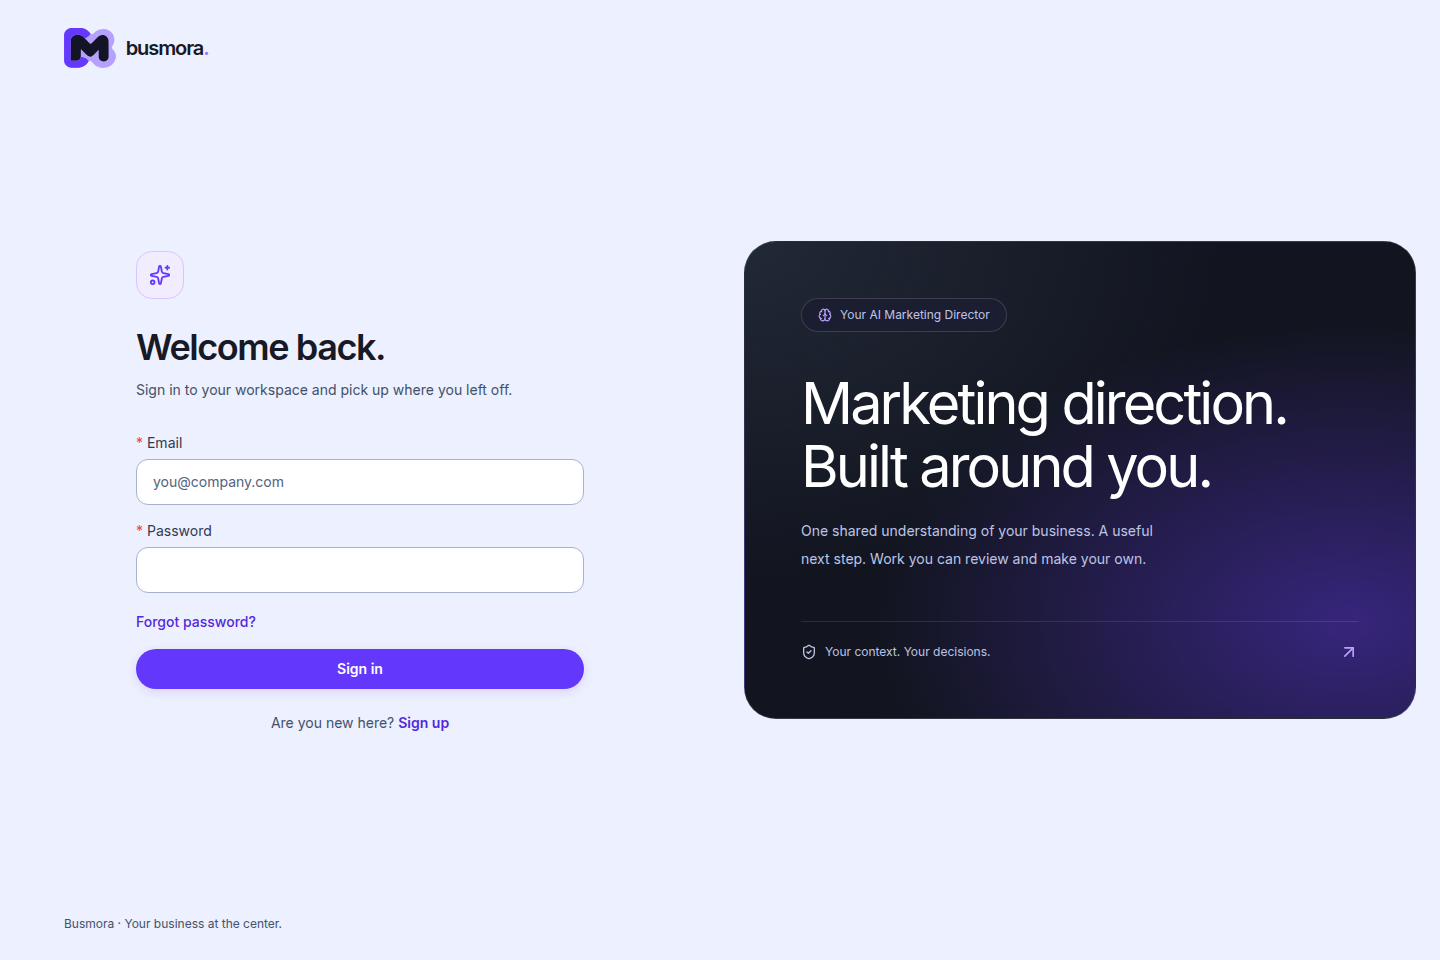 busmora.
Welcome back.
Sign in to your workspace and pick up where you left off.
* Email
you@company.com
* Password
Forgot password?
Sign in
Are you new here? Sign up
Your AI Marketing Director
Marketing direction.
Built around you.
One shared understanding of your business. A useful
next step. Work you can review and make your own.
Your context. Your decisions.
Busmora · Your business at the center.